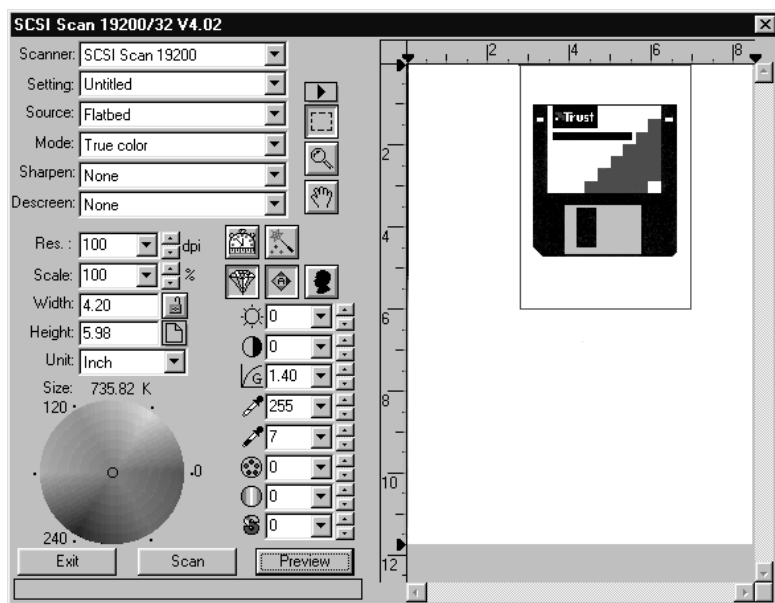 SCSI Scan 19200/32 V4.02
Scanner: SCSI Scan 19200
Setting: Untitled
Source: Flatbed
Mode: True color
Sharpen: None
Descreen: None
Res. : 100 dpi
Scale: 100 %
Width: 4.20
Height: 5.98
Unit: Inch
Size: 735.82 K
120
0
240
A
0
0
G 1.40
255
7
0
0
0
Exit Scan Preview
2 4 6 8
2
4
6
8
10
12
Trust